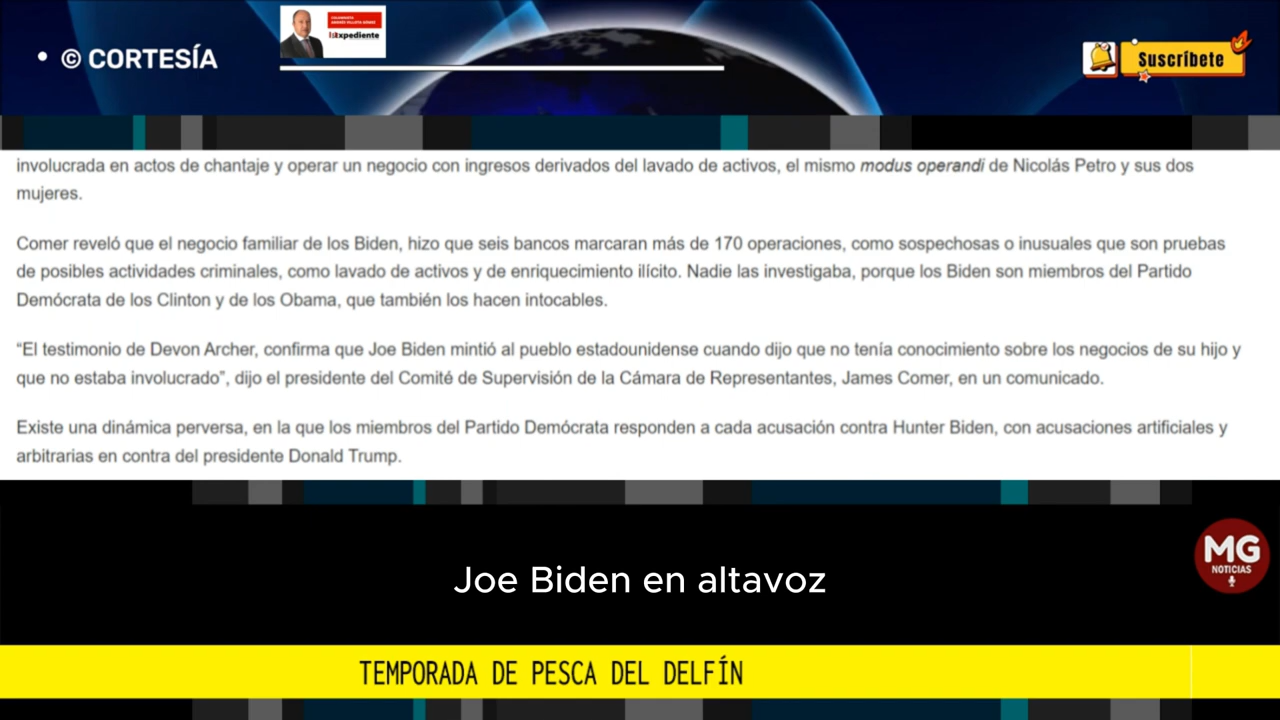 • © CORTESÍA
COLUMNISTA
Expediente
Suscríbete
involucrada en actos de chantaje y operar un negocio con ingresos derivados del lavado de activos, el mismo modus operandi de Nicolás Petro y sus dos
mujeres.
Comer reveló que el negocio familiar de los Biden, hizo que seis bancos marcaran más de 170 operaciones, como sospechosas o inusuales que son pruebas
de posibles actividades criminales, como lavado de activos y de enriquecimiento ilícito. Nadie las investigaba, porque los Biden son miembros del Partido
Demócrata de los Clinton y de los Obama, que también los hacen intocables.
“El testimonio de Devon Archer, confirma que Joe Biden mintió al pueblo estadounidense cuando dijo que no tenía conocimiento sobre los negocios de su hijo y
que no estaba involucrado”, dijo el presidente del Comité de Supervisión de la Cámara de Representantes, James Comer, en un comunicado.
Existe una dinámica perversa, en la que los miembros del Partido Demócrata responden a cada acusación contra Hunter Biden, con acusaciones artificiales y
arbitrarias en contra del presidente Donald Trump.
MG
NOTICIAS
Joe Biden en altavoz
TEMPORADA DE PESCA DEL DELFÍN